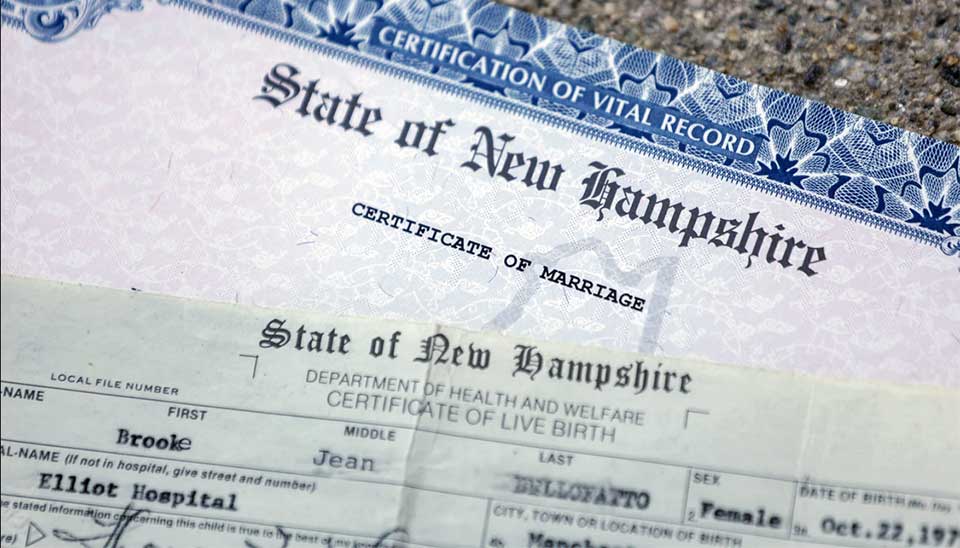 CERTIFICATION OF VITAL RECORD
State of New Hampshire
CERTIFICATE OF MARRIAGE
State of New Hampshire
DEPARTMENT OF HEALTH AND WELFARE
CERTIFICATE OF LIVE BIRTH
LOCAL FILE NUMBER
-NAME FIRST MIDDLE LAST SEX DATE OF BIRTH
Brooke Jean BELLOFATTO 2. Female Oct.22,197
AL-NAME (If not in hospital, give street and number) CITY, TOWN OR LOCATION OF BIRTH
Elliot Hospital
stated information concerning this child is true to the best of my